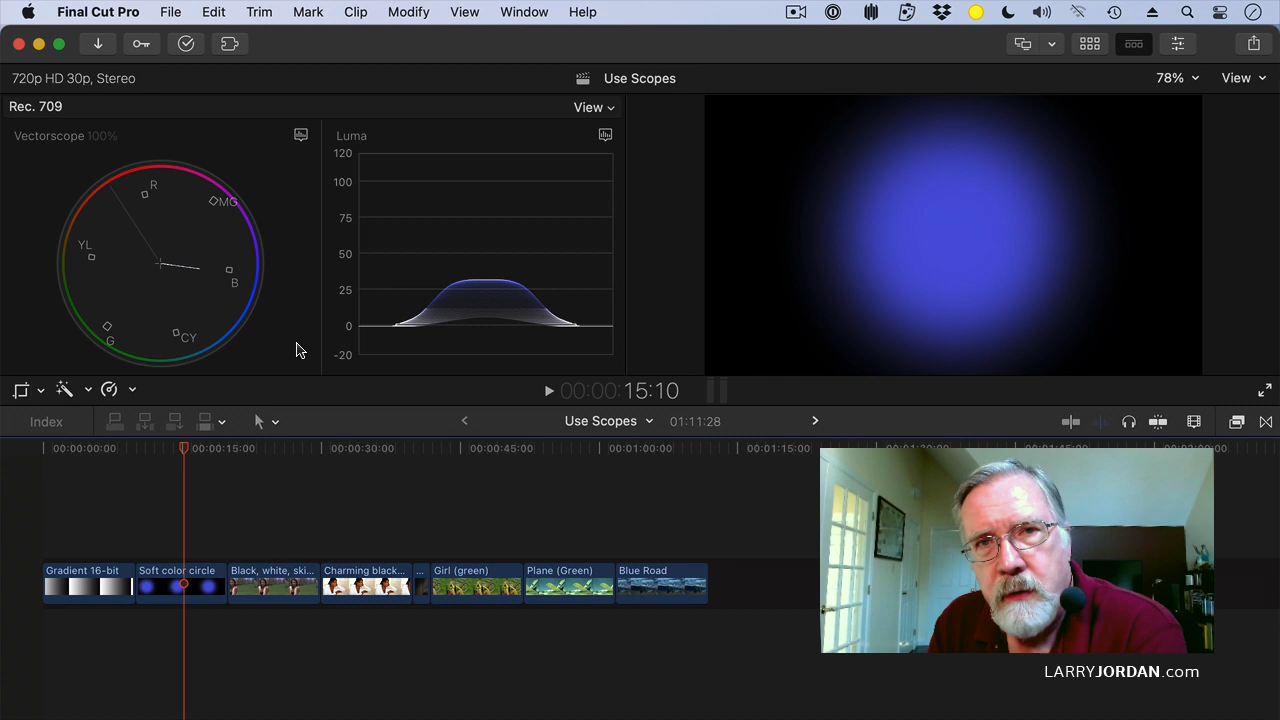 Final Cut Pro File Edit Trim Mark Clip Modify View Window Help
720p HD 30p, Stereo Use Scopes 78% View
Rec. 709 View
Vectorscope 100% Luma
120
100
75
50
25
0
-20
R
MG
YL
B
G
CY
00:00:15:10
Index Use Scopes 01:11:28
00:00:00:00 00:00:15:00 00:00:30:00 00:00:45:00 00:01:00:00 00:01:15:00
Gradient 16-bit Soft color circle Black, white, ski... Charming black... ... Girl (green) Plane (Green) Blue Road
LARRYJORDAN.com